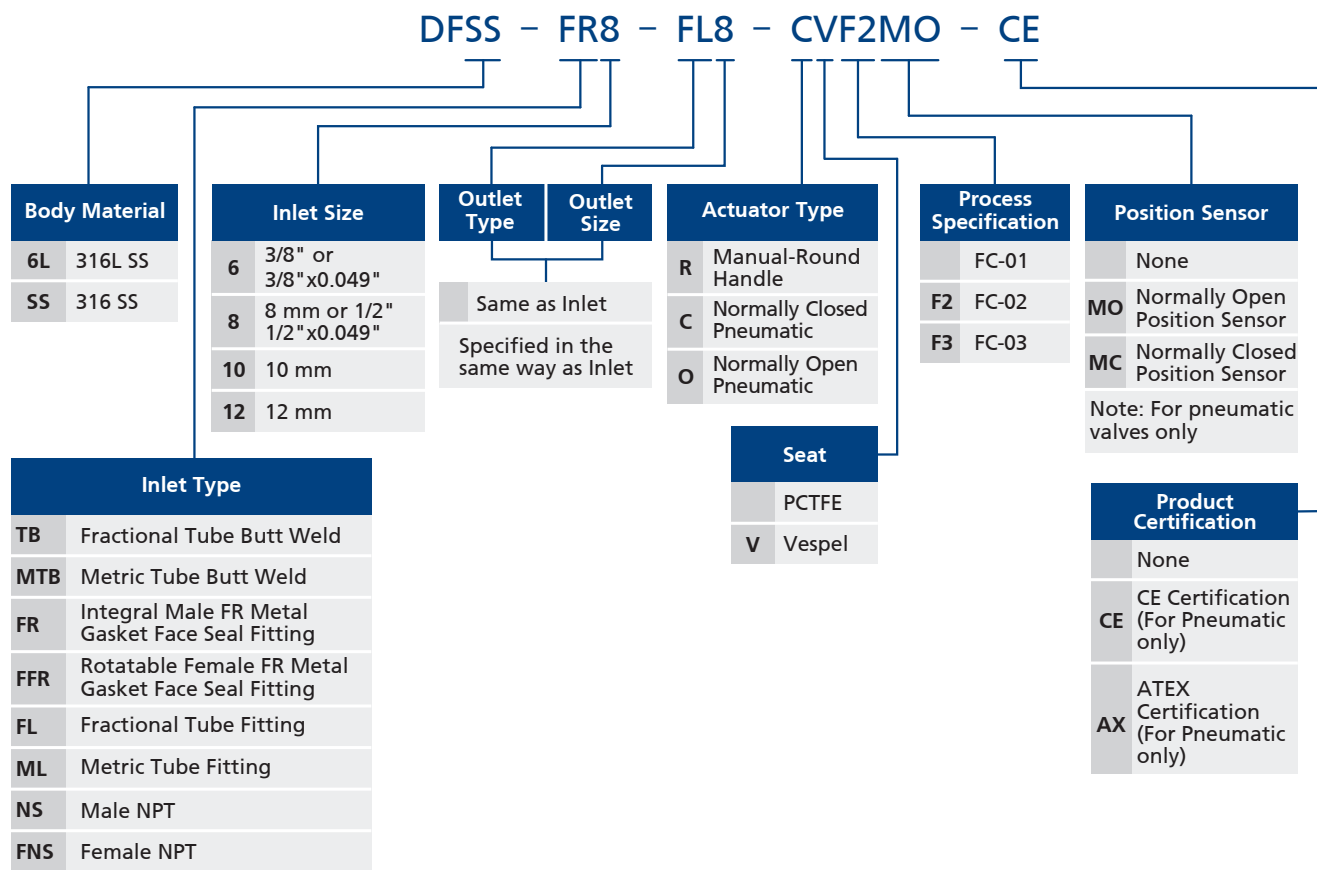 DFSS – FR8 – FL8 – CVF2MO – CE
Body Material
6L 316L SS
SS 316 SS
Inlet Size
6 3/8" or
3/8"x0.049"
8 8 mm or 1/2"
1/2"x0.049"
10 10 mm
12 12 mm
Outlet
Type
Outlet
Size
Same as Inlet
Specified in the
same way as Inlet
Actuator Type
R Manual-Round
Handle
C Normally Closed
Pneumatic
O Normally Open
Pneumatic
Process
Specification
FC-01
F2 FC-02
F3 FC-03
Position Sensor
None
MO Normally Open
Position Sensor
MC Normally Closed
Position Sensor
Note: For pneumatic
valves only
Inlet Type
TB Fractional Tube Butt Weld
MTB Metric Tube Butt Weld
FR Integral Male FR Metal
Gasket Face Seal Fitting
FFR Rotatable Female FR Metal
Gasket Face Seal Fitting
FL Fractional Tube Fitting
ML Metric Tube Fitting
NS Male NPT
FNS Female NPT
Seat
PCTFE
V Vespel
Product
Certification
None
CE CE Certification
(For Pneumatic
only)
AX ATEX
Certification
(For Pneumatic
only)